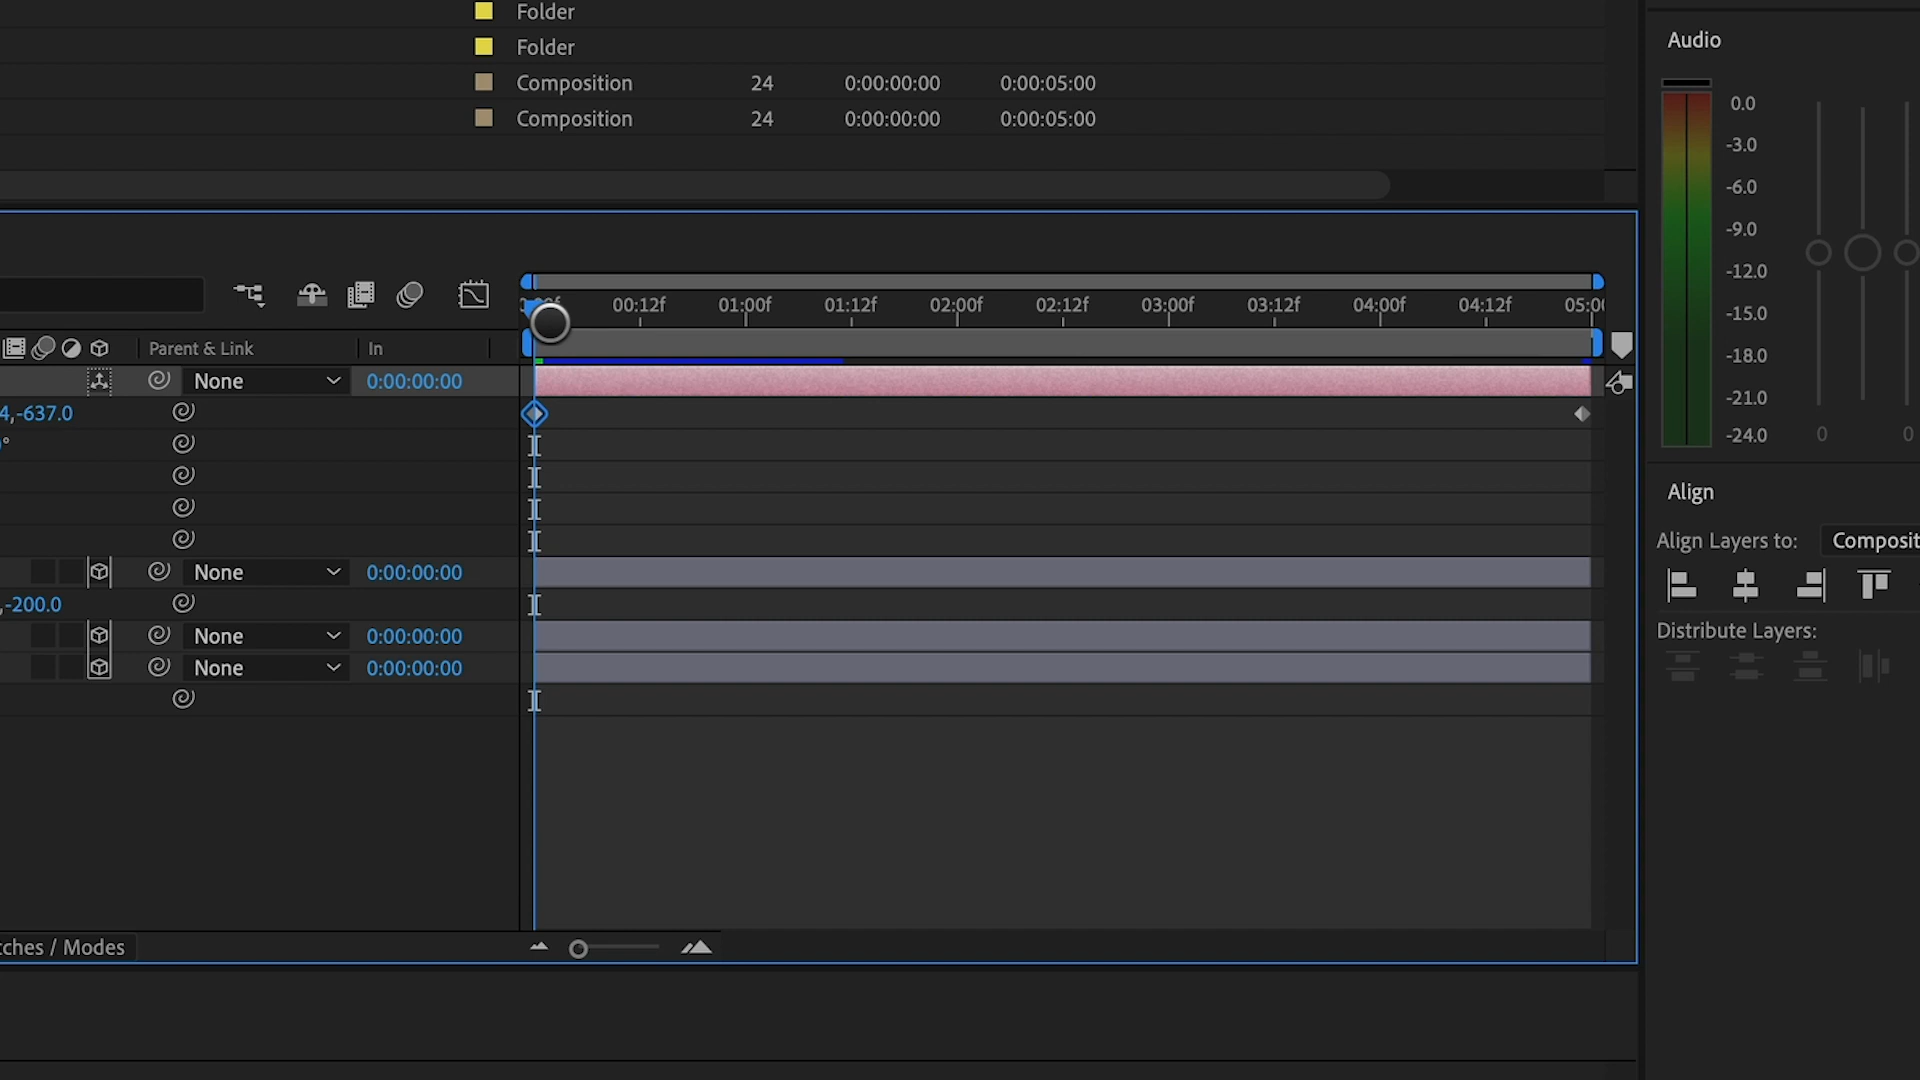 Folder
Folder
Composition 24 0:00:00:00 0:00:05:00
Composition 24 0:00:00:00 0:00:05:00
Audio
0.0
-3.0
-6.0
-9.0
-12.0
-15.0
-18.0
-21.0
-24.0
0 0
00:12f 01:00f 01:12f 02:00f 02:12f 03:00f 03:12f 04:00f 04:12f 05:00
Parent & Link In
None 0:00:00:00
4,-637.0
None 0:00:00:00
,-200.0
None 0:00:00:00
None 0:00:00:00
tches / Modes
Align
Align Layers to: Composit
Distribute Layers: